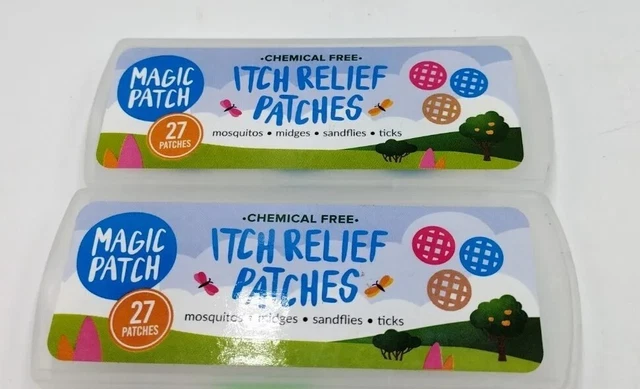 •CHEMICAL FREE•
MAGIC
PATCH
ITCH RELIEF
PATCHES
27
PATCHES
mosquitos • midges • sandflies • ticks
•CHEMICAL FREE•
MAGIC
PATCH
ITCH RELIEF
PATCHES
27
PATCHES
mosquitos • midges • sandflies • ticks